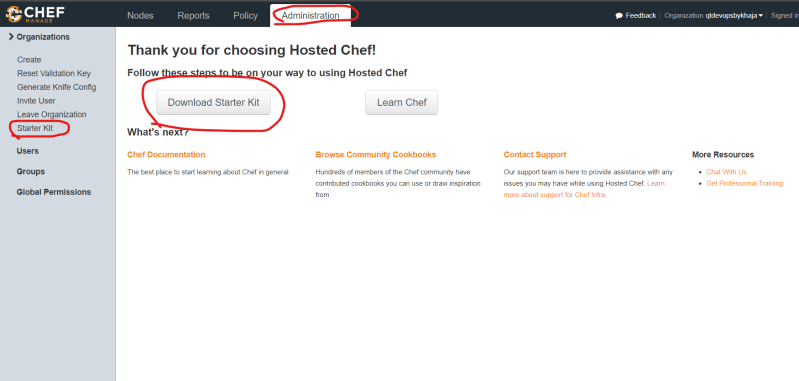 CHEF
MANAGE
Nodes Reports Policy Administration
Feedback Organization qtdevopsbykhaja Signed in
Organizations
Create
Reset Validation Key
Generate Knife Config
Invite User
Leave Organization
Starter Kit
Users
Groups
Global Permissions
Thank you for choosing Hosted Chef!
Follow these steps to be on your way to using Hosted Chef
Download Starter Kit Learn Chef
What's next?
Chef Documentation
The best place to start learning about Chef in general.
Browse Community Cookbooks
Hundreds of members of the Chef community have
contributed cookbooks you can use or draw inspiration
from.
Contact Support
Our support team is here to provide assistance with any
issues you may have while using Hosted Chef. Learn
more about support for Chef Infra.
More Resources
Chat With Us
Get Professional Training